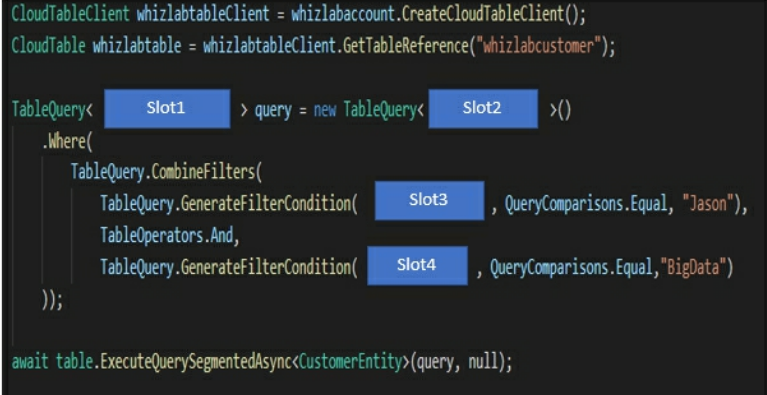 CloudTableClient whizlabtableClient = whizlabaccount.CreateCloudTableClient();
CloudTable whizlabtable = whizlabtableClient.GetTableReference("whizlabcustomer");
TableQuery< Slot1 > query = new TableQuery< Slot2 >()
.Where(
TableQuery.CombineFilters(
TableQuery.GenerateFilterCondition( Slot3 , QueryComparisons.Equal, "Jason"),
TableOperators.And,
TableQuery.GenerateFilterCondition( Slot4 , QueryComparisons.Equal,"BigData")
));
await table.ExecuteQuerySegmentedAsync<CustomerEntity>(query, null);